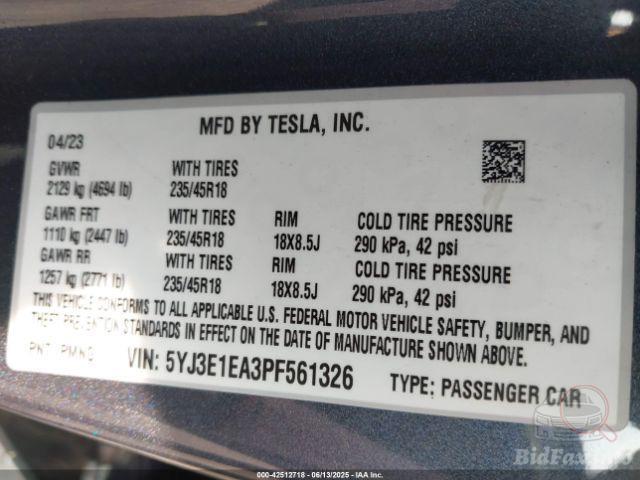 MFD BY TESLA, INC.
04/23
GVWR WITH TIRES
2129 kg (4694 lb) 235/45R18
GAWR FRT WITH TIRES RIM COLD TIRE PRESSURE
1110 kg (2447 lb) 235/45R18 18X8.5J 290 kPa, 42 psi
GAWR RR WITH TIRES RIM COLD TIRE PRESSURE
1257 kg (2771 lb) 235/45R18 18X8.5J 290 kPa, 42 psi
THIS VEHICLE CONFORMS TO ALL APPLICABLE U.S. FEDERAL MOTOR VEHICLE SAFETY, BUMPER, AND
THEFT PREVENTION STANDARDS IN EFFECT ON THE DATE OF MANUFACTURE SHOWN ABOVE.
VIN: 5YJ3E1EA3PF561326 TYPE: PASSENGER CAR
BidFax.info
000-42512718 - 06/13/2025 - IAA Inc.